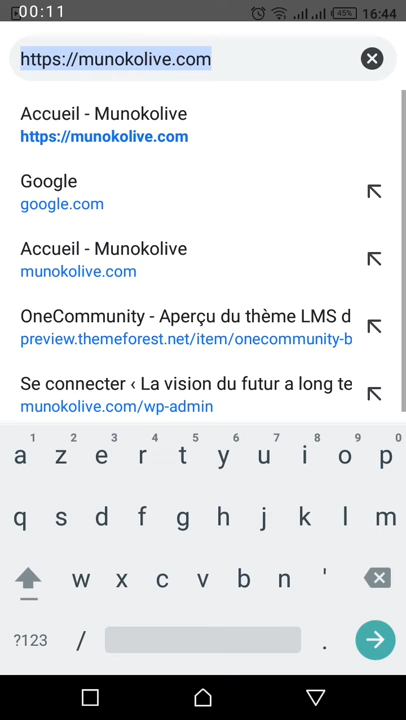 00:11
45%
16:44
https://munokolive.com
Accueil - Munokolive
https://munokolive.com
Google
google.com
Accueil - Munokolive
munokolive.com
OneCommunity - Aperçu du thème LMS d
preview.themeforest.net/item/onecommunity-b
Se connecter ‹ La vision du futur a long te
munokolive.com/wp-admin
1 2 3 4 5 6 7 8 9 0
a z e r t y u i o p
q s d f g h j k l m
w x c v b n '
?123 / .